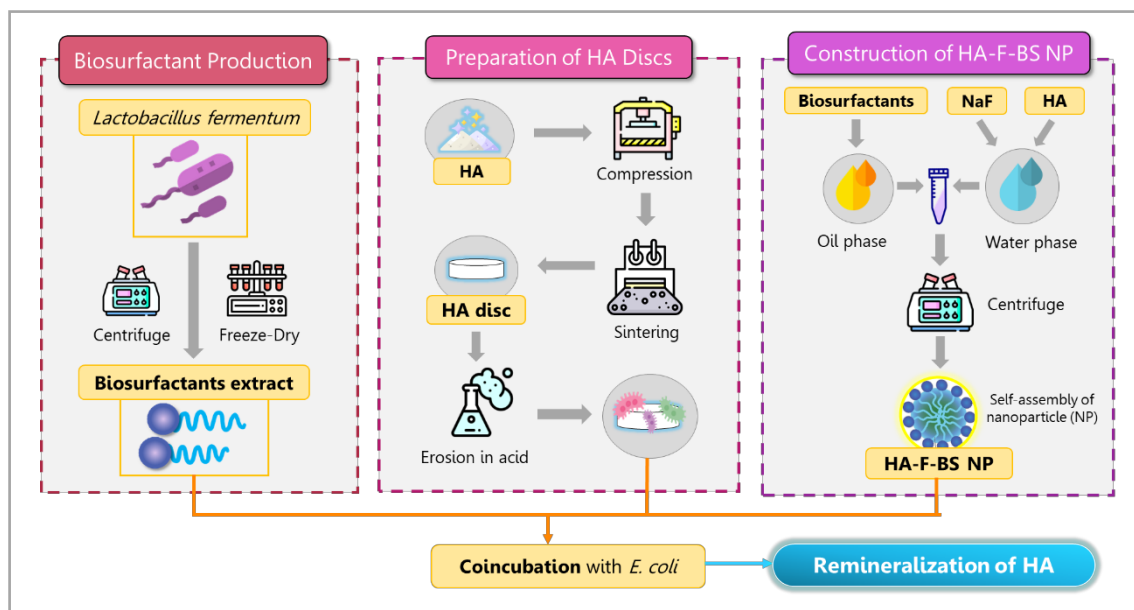 Biosurfactant Production
Lactobacillus fermentum
Centrifuge
Freeze-Dry
Biosurfactants extract
Preparation of HA Discs
HA
Compression
HA disc
Sintering
Erosion in acid
Construction of HA-F-BS NP
Biosurfactants
NaF
HA
Oil phase
Water phase
Centrifuge
Self-assembly of
nanoparticle (NP)
HA-F-BS NP
Coincubation with E. coli
Remineralization of HA